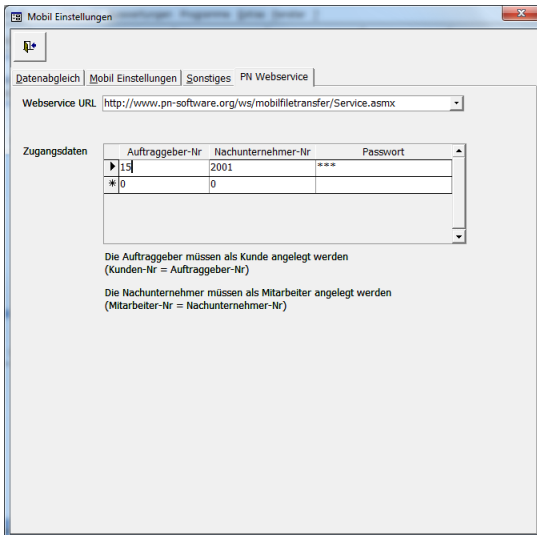 Mobil Einstellungen
Datenabgleich Mobil Einstellungen Sonstiges PN Webservice
Webservice URL http://www.pn-software.org/ws/mobilfiletransfer/Service.asmx
Zugangsdaten Auftraggeber-Nr Nachunternehmer-Nr Passwort
15 2001 ***
0 0
Die Auftraggeber müssen als Kunde angelegt werden
(Kunden-Nr = Auftraggeber-Nr)
Die Nachunternehmer müssen als Mitarbeiter angelegt werden
(Mitarbeiter-Nr = Nachunternehmer-Nr)